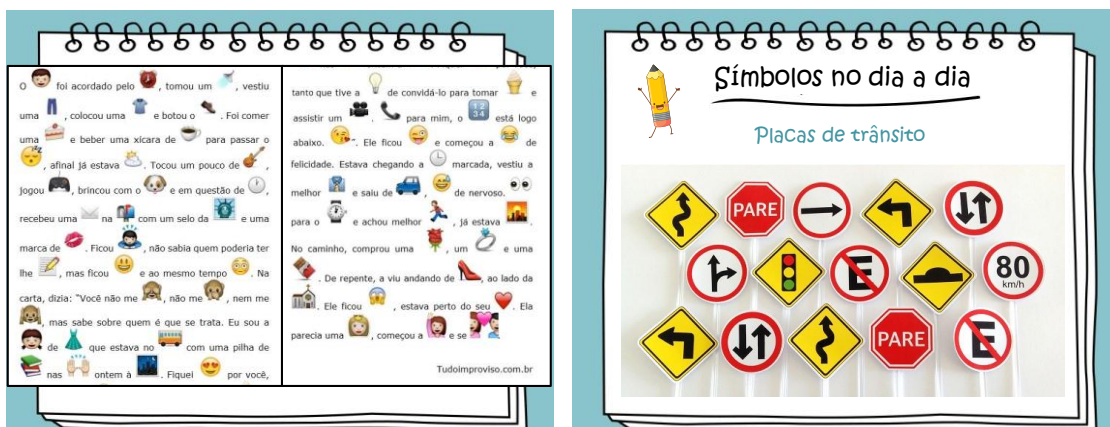 O foi acordado pelo , tomou um , vestiu
uma , colocou uma e botou o . Foi comer
uma e beber uma xícara de para passar o
, afinal já estava . Tocou um pouco de ,
jogou , brincou com o e em questão de ,
recebeu uma na com um selo da e uma
marca de . Ficou , não sabia quem poderia ter
lhe , mas ficou e ao mesmo tempo . Na
carta, dizia: "Você não me , não me , nem me
, mas sabe sobre quem é que se trata. Eu sou a
de que estava no com uma pilha de
nas ontem à . Fiquei por você,
tanto que tive a de convidá-lo para tomar e
assistir um , para mim, o 12 34 está logo
abaixo. ". Ele ficou e começou a de
felicidade. Estava chegando a marcada, vestiu a
melhor e saiu de , de nervoso.
para o e achou melhor , já estava .
No caminho, comprou uma , um e uma
. De repente, a viu andando de , ao lado da
. Ele ficou , estava perto do seu . Ela
parecia uma , começou a e se
Tudoimproviso.com.br
Símbolos no dia a dia
Placas de trânsito
PARE
E
80
km/h
PARE
E